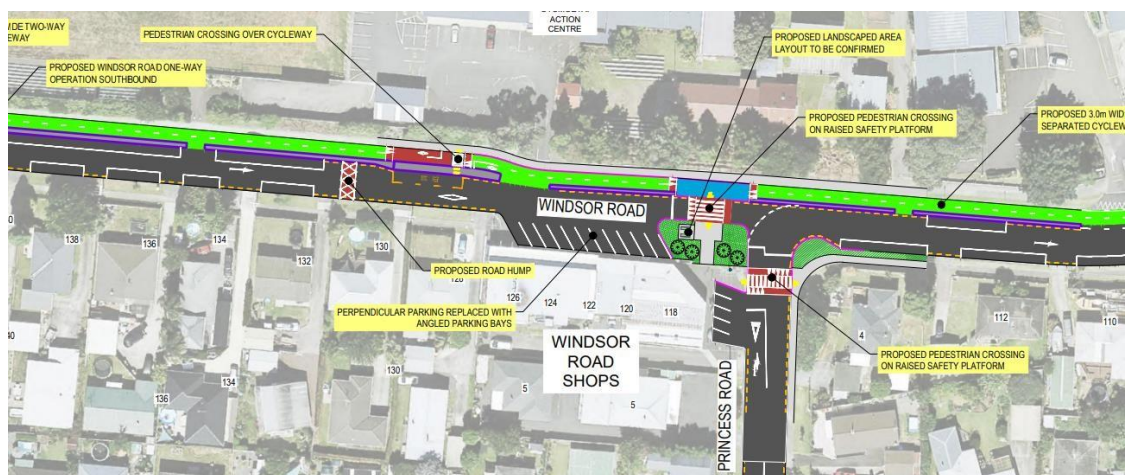 ACTION
CENTRE
PEDESTRIAN CROSSING OVER CYCLEWAY
PROPOSED LANDSCAPED AREA
LAYOUT TO BE CONFIRMED
PROPOSED WINDSOR ROAD ONE-WAY
OPERATION SOUTHBOUND
PROPOSED PEDESTRIAN CROSSING
ON RAISED SAFETY PLATFORM
PROPOSED 3.0m WID
SEPARATED CYCLEW
WINDSOR ROAD
138
136
134
132
130
PROPOSED ROAD HUMP
126
124
122
120
118
PERPENDICULAR PARKING REPLACED WITH
ANGLED PARKING BAYS
WINDSOR
ROAD
SHOPS
PROPOSED PEDESTRIAN CROSSING
ON RAISED SAFETY PLATFORM
4
112
110
136
134
130
5
5
PRINCESS ROAD